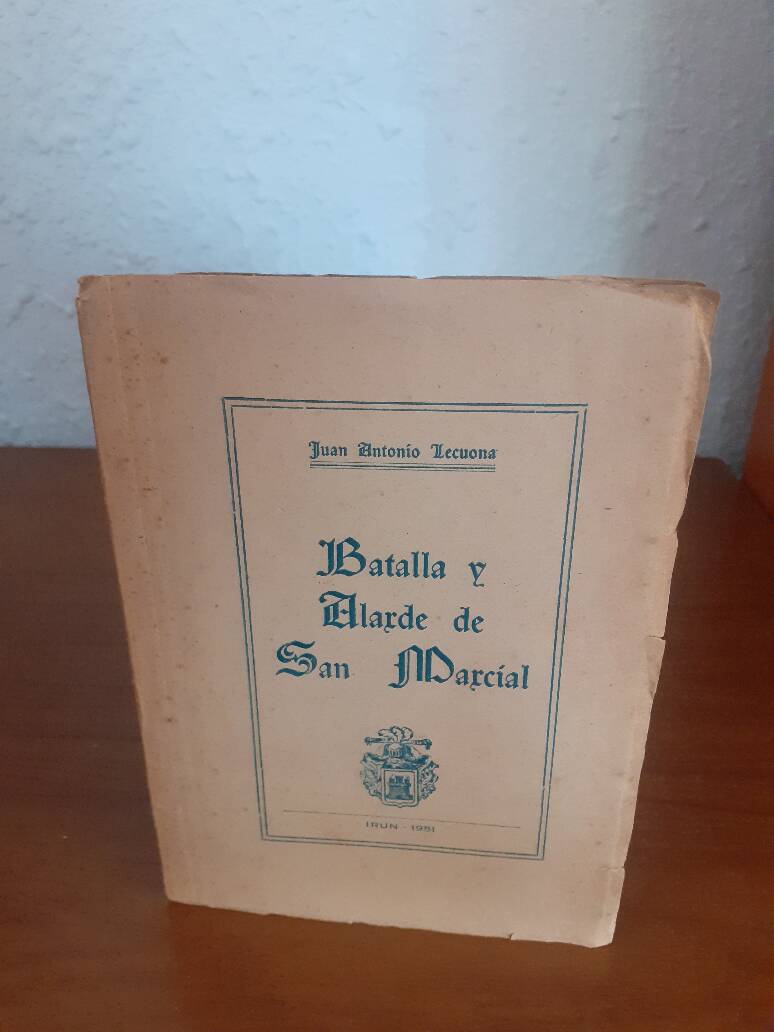 Juan Antonio Lecuona
Batalla y
Alarde de
San Marcial
IRUN - 1951